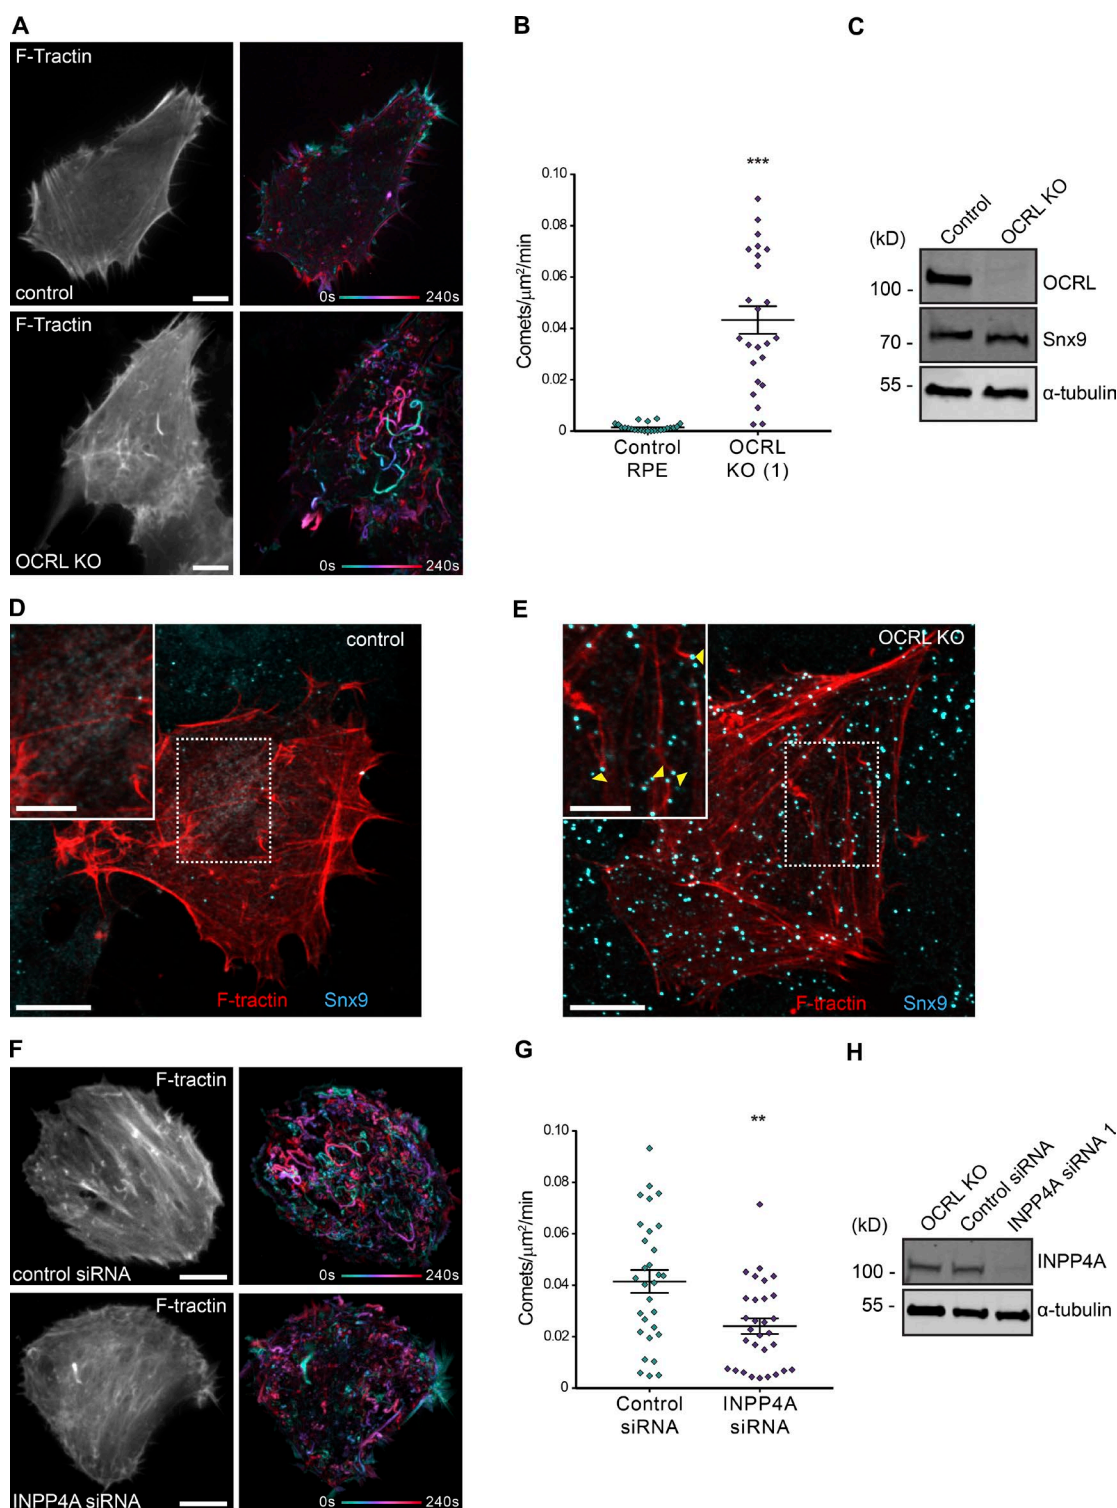 A
F-Tractin
control
0s 240s
F-Tractin
OCRL KO
0s 240s
B
***
Comets/μm²/min
0.10
0.08
0.06
0.04
0.02
0
Control
RPE
OCRL
KO (1)
C
Control
OCRL KO
(kD)
100 -
OCRL
70 -
Snx9
55 -
α-tubulin
D
control
F-tractin Snx9
E
OCRL KO
F-tractin Snx9
F
F-tractin
control siRNA
0s 240s
F-tractin
INPP4A siRNA
0s 240s
G
**
Comets/μm²/min
0.10
0.08
0.06
0.04
0.02
0
Control
siRNA
INPP4A
siRNA
H
OCRL KO
Control siRNA
INPP4A siRNA 1
(kD)
100 -
INPP4A
55 -
α-tubulin